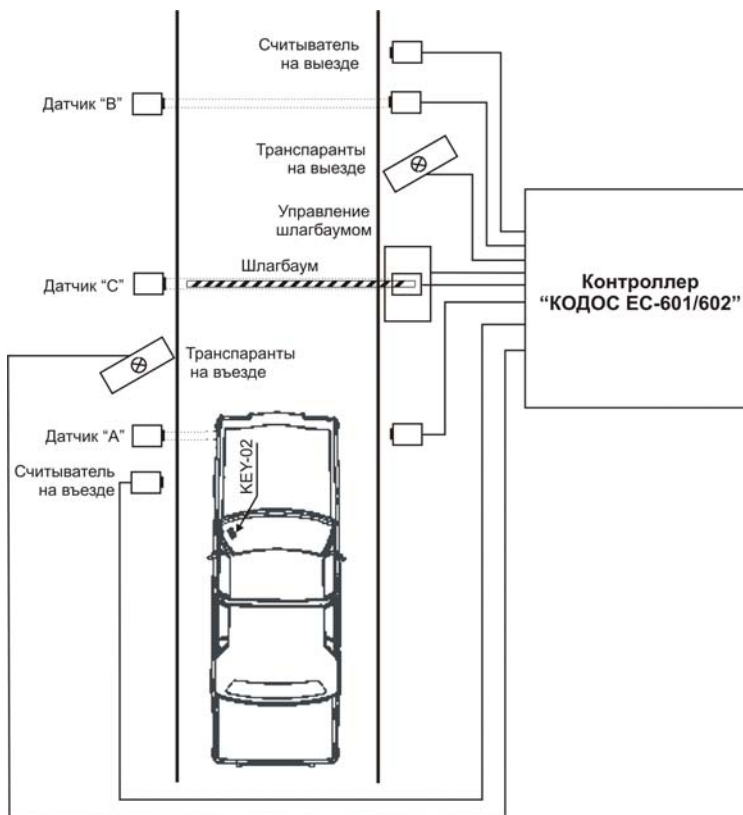 Считыватель
на выезде
Датчик “В”
Транспаранты
на выезде
Управление
шлагбаумом
Шлагбаум
Датчик “С”
Контроллер
“КОДОС ЕС-601/602”
Транспаранты
на въезде
Датчик “А”
Считыватель
на въезде
KEY-02